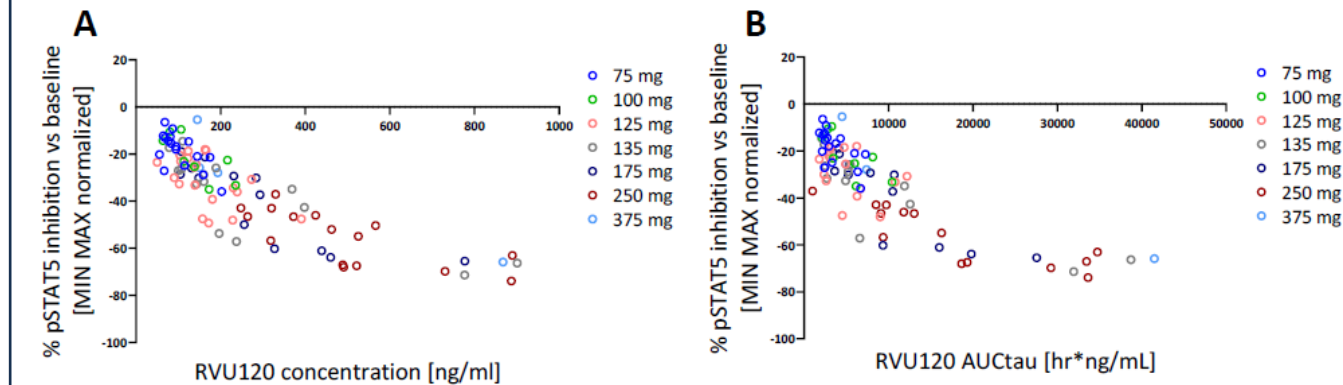 A
% pSTAT5 inhibition vs baseline
[MIN MAX normalized]
20
0
-20
-40
-60
-80
-100
200
400
600
800
1000
RVU120 concentration [ng/ml]
75 mg
100 mg
125 mg
135 mg
175 mg
250 mg
375 mg
B
% pSTAT5 inhibition vs baseline
[MIN MAX normalized]
20
0
-20
-40
-60
-80
-100
10000
20000
30000
40000
50000
RVU120 AUCtau [hr*ng/mL]
75 mg
100 mg
125 mg
135 mg
175 mg
250 mg
375 mg